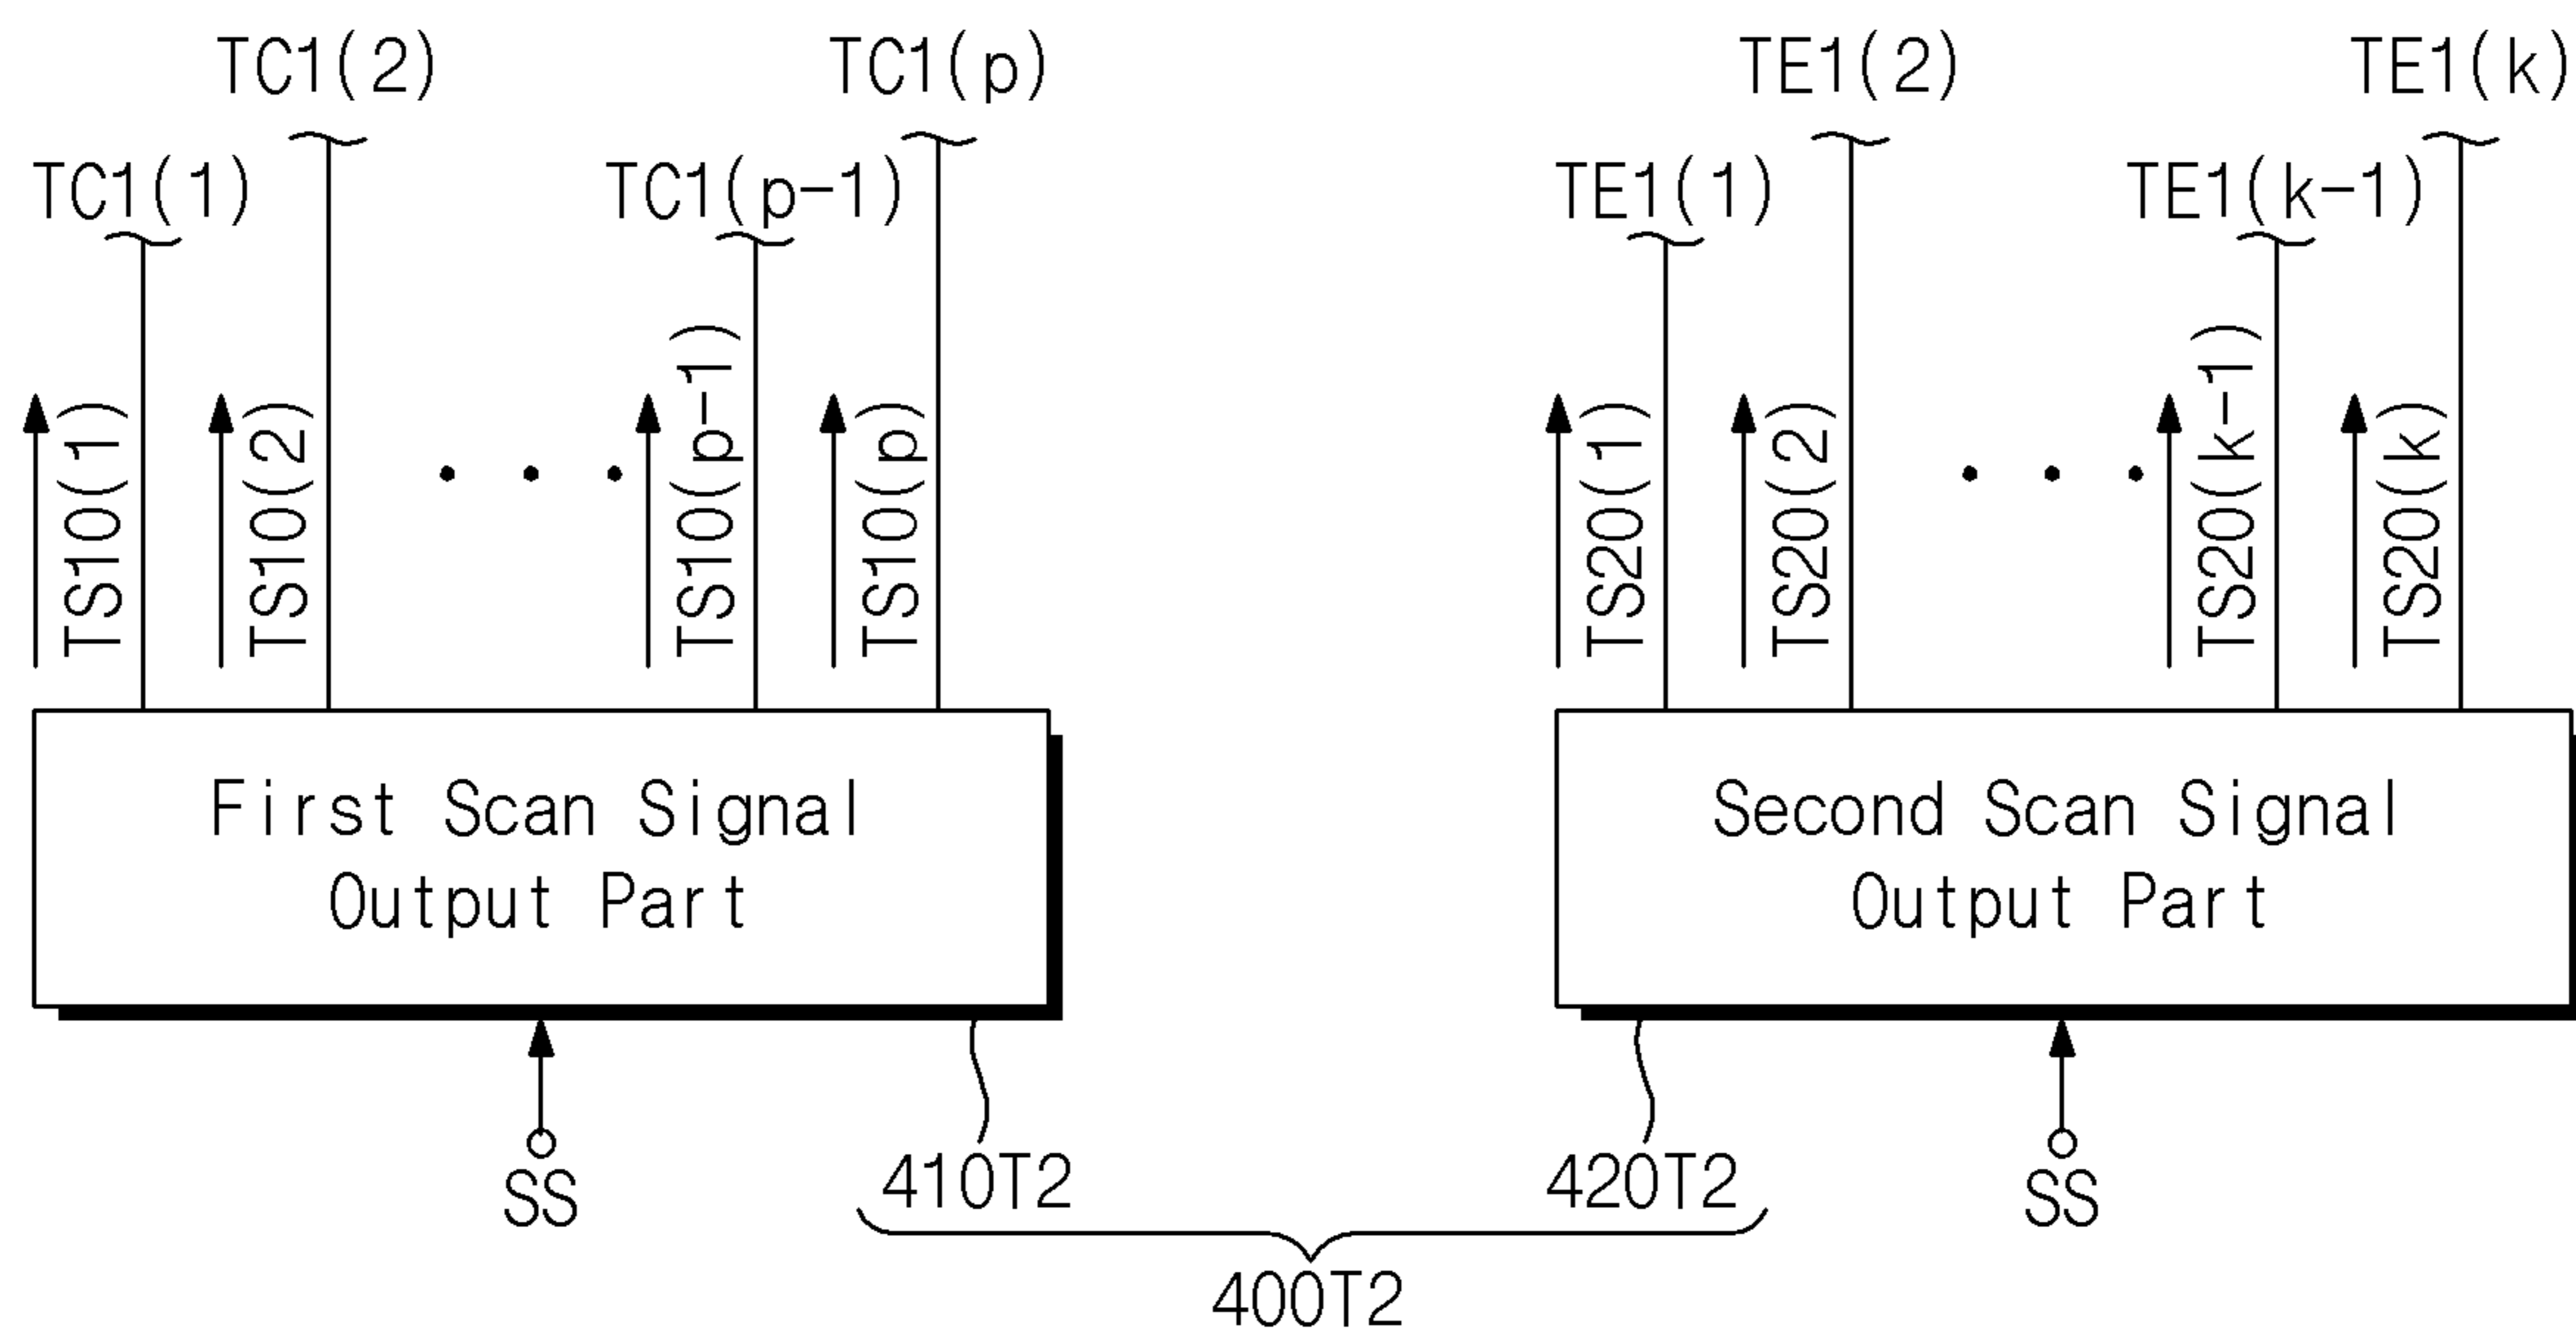 TC1(2) TC1(p) TE1(2) TE1(k)
TC1(1) TC1(p-1) TE1(1) TE1(k-1)
TS10(1) TS10(2) TS10(p-1) TS10(p) TS20(1) TS20(2) TS20(k-1) TS20(k)
First Scan Signal
Output Part
Second Scan Signal
Output Part
SS 410T2 420T2 SS
400T2